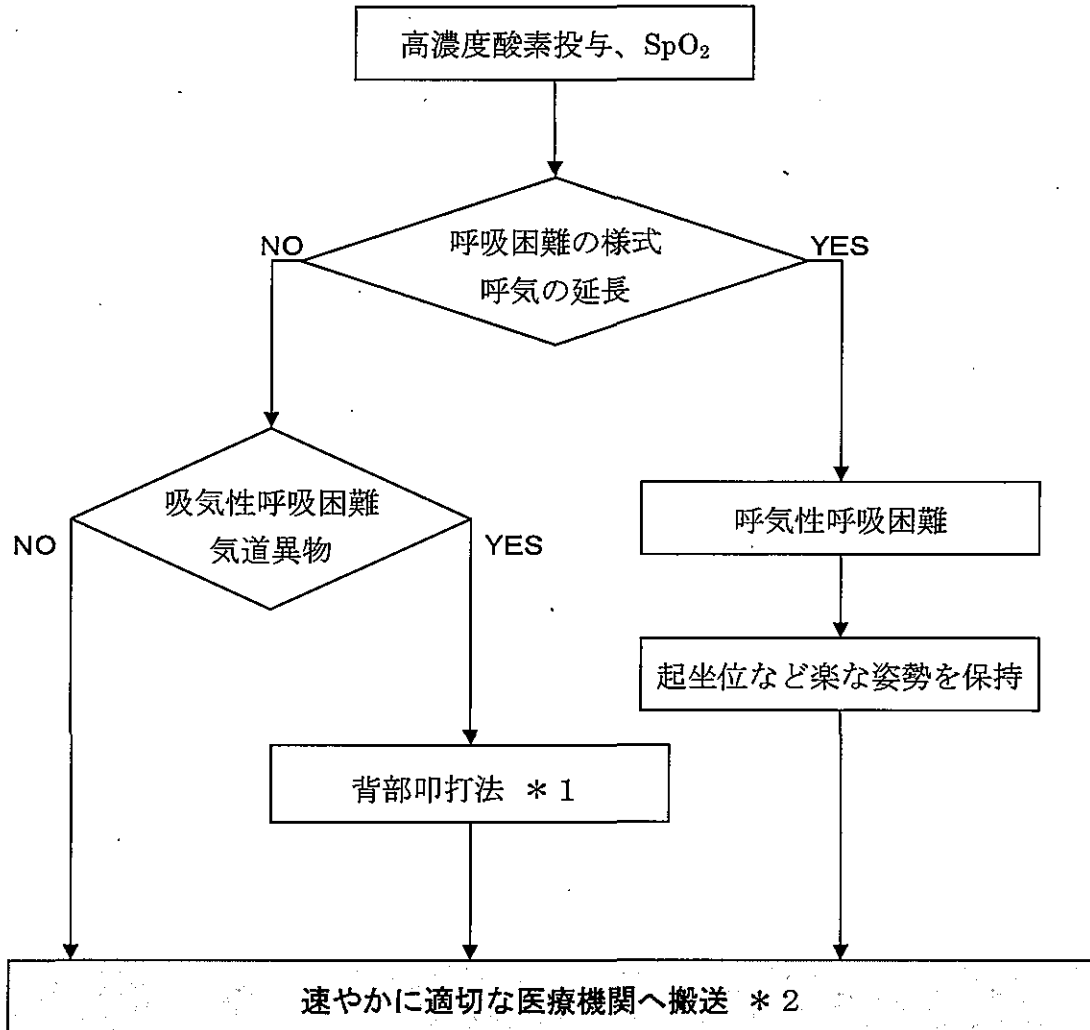 高濃度酸素投与、SpO₂
呼吸困難の様式
呼気の延長
NO
YES
吸気性呼吸困難
気道異物
NO
YES
呼気性呼吸困難
起坐位など楽な姿勢を保持
背部叩打法 ＊1
速やかに適切な医療機関へ搬送 ＊2